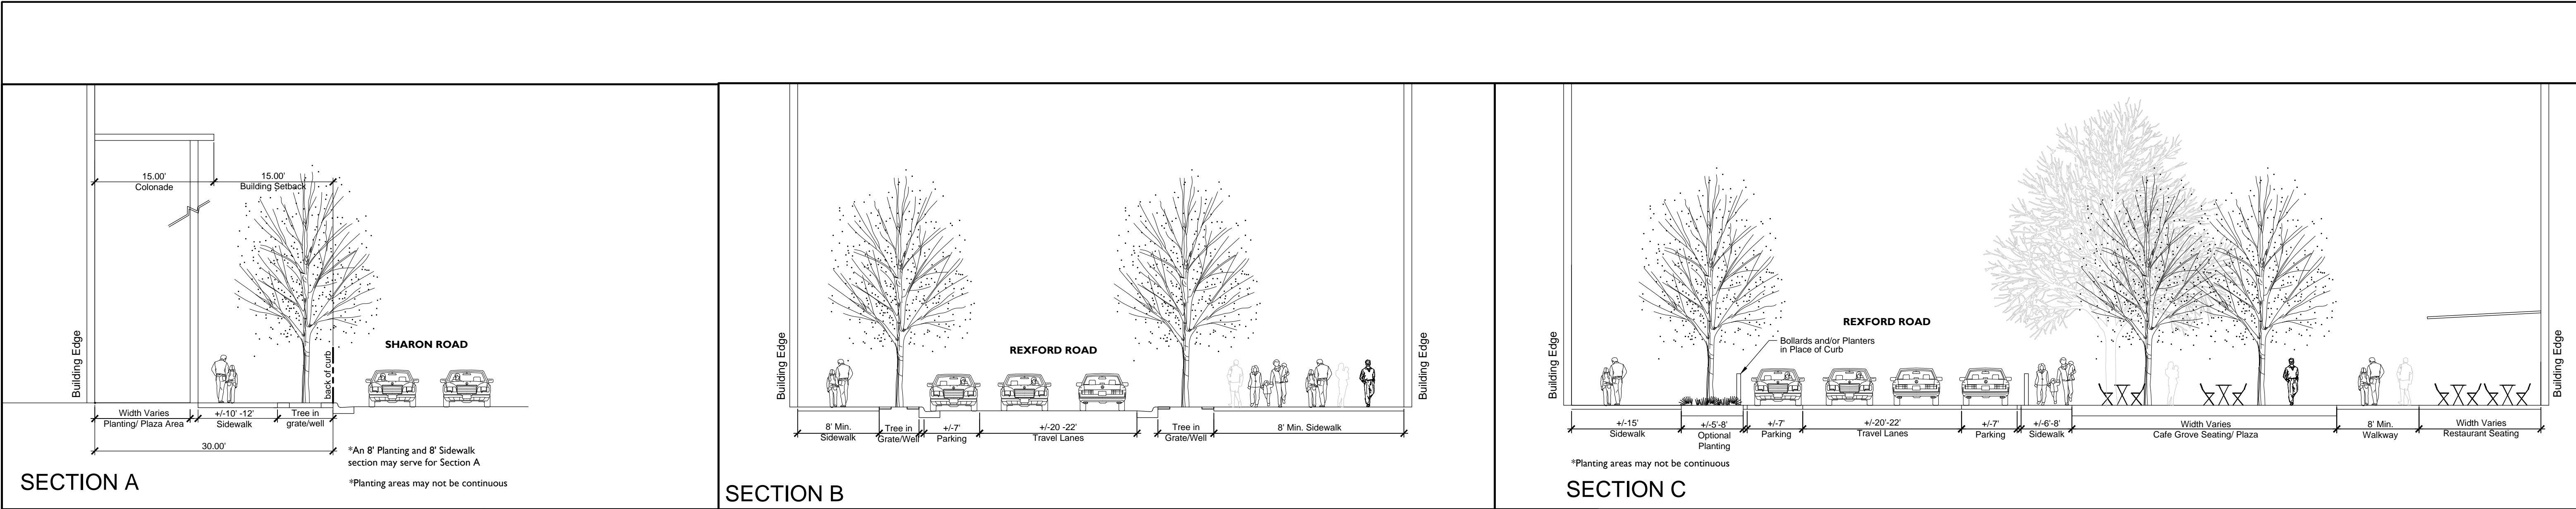 15.00'
Colonade
15.00'
Building Setback
Building Edge
back of curb
SHARON ROAD
Width Varies
Planting/ Plaza Area
+/-10' -12'
Sidewalk
Tree in
grate/well
30.00'
*An 8' Planting and 8' Sidewalk
section may serve for Section A
*Planting areas may not be continuous
SECTION A
Building Edge
REXFORD ROAD
Building Edge
8' Min.
Sidewalk
Tree in
Grate/Well
+/-7'
Parking
+/-20 -22'
Travel Lanes
Tree in
Grate/Well
8' Min. Sidewalk
SECTION B
Building Edge
REXFORD ROAD
Bollards and/or Planters
in Place of Curb
Building Edge
+/-15'
Sidewalk
+/-5'-8'
Optional
Planting
+/-7'
Parking
+/-20'-22'
Travel Lanes
+/-7'
Parking
+/-6'-8'
Sidewalk
Width Varies
Cafe Grove Seating/ Plaza
8' Min.
Walkway
Width Varies
Restaurant Seating
*Planting areas may not be continuous
SECTION C